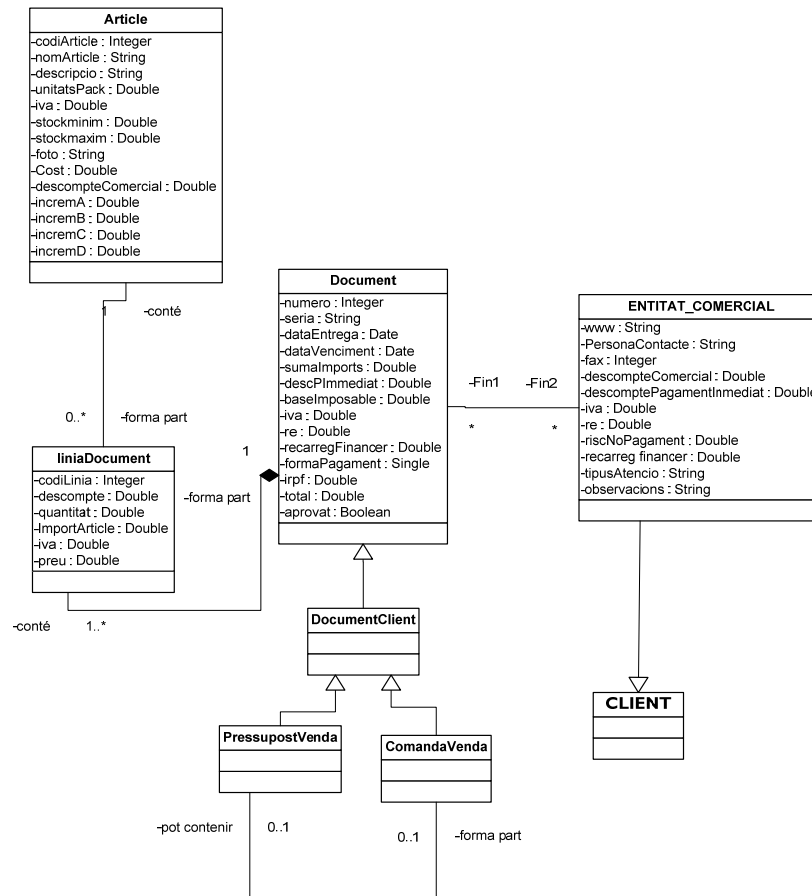 Article
-codiArticle : Integer
-nomArticle : String
-descripcio : String
-unitatsPack : Double
-iva : Double
-stockminim : Double
-stockmaxim : Double
-foto : String
-Cost : Double
-descompteComercial : Double
-incremA : Double
-incremB : Double
-incremC : Double
-incremD : Double
1
-conté
0..*
-forma part
liniaDocument
-codiLinia : Integer
-descompte : Double
-quantitat : Double
-ImportArticle : Double
-iva : Double
-preu : Double
-conté
1..*
1
-forma part
Document
-numero : Integer
-seria : String
-dataEntrega : Date
-dataVenciment : Date
-sumaImports : Double
-descPImmediat : Double
-baseImposable : Double
-iva : Double
-re : Double
-recarregFinancer : Double
-formaPagament : Single
-irpf : Double
-total : Double
-aprovat : Boolean
-Fin1
-Fin2
*
*
ENTITAT_COMERCIAL
-www : String
-PersonaContacte : String
-fax : Integer
-descompteComercial : Double
-descomptePagamentInmediat : Double
-iva : Double
-re : Double
-riscNoPagament : Double
-recarreg financer : Double
-tipusAtencio : String
-observacions : String
DocumentClient
CLIENT
PressupostVenda
ComandaVenda
-pot contenir
0..1
0..1
-forma part